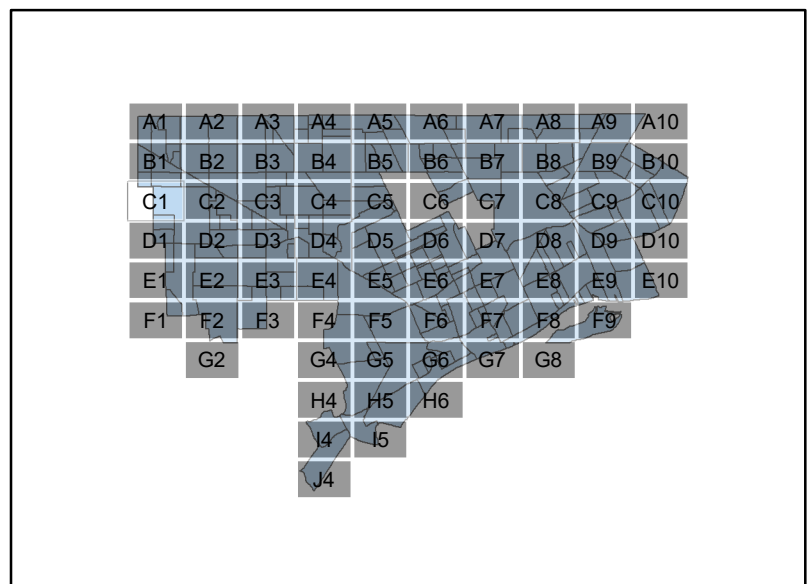 A1 A2 A3 A4 A5 A6 A7 A8 A9 A10
B1 B2 B3 B4 B5 B6 B7 B8 B9 B10
C1 C2 C3 C4 C5 C6 C7 C8 C9 C10
D1 D2 D3 D4 D5 D6 D7 D8 D9 D10
E1 E2 E3 E4 E5 E6 E7 E8 E9 E10
F1 F2 F3 F4 F5 F6 F7 F8 F9
G2 G4 G5 G6 G7 G8
H4 H5 H6
I4 I5
J4